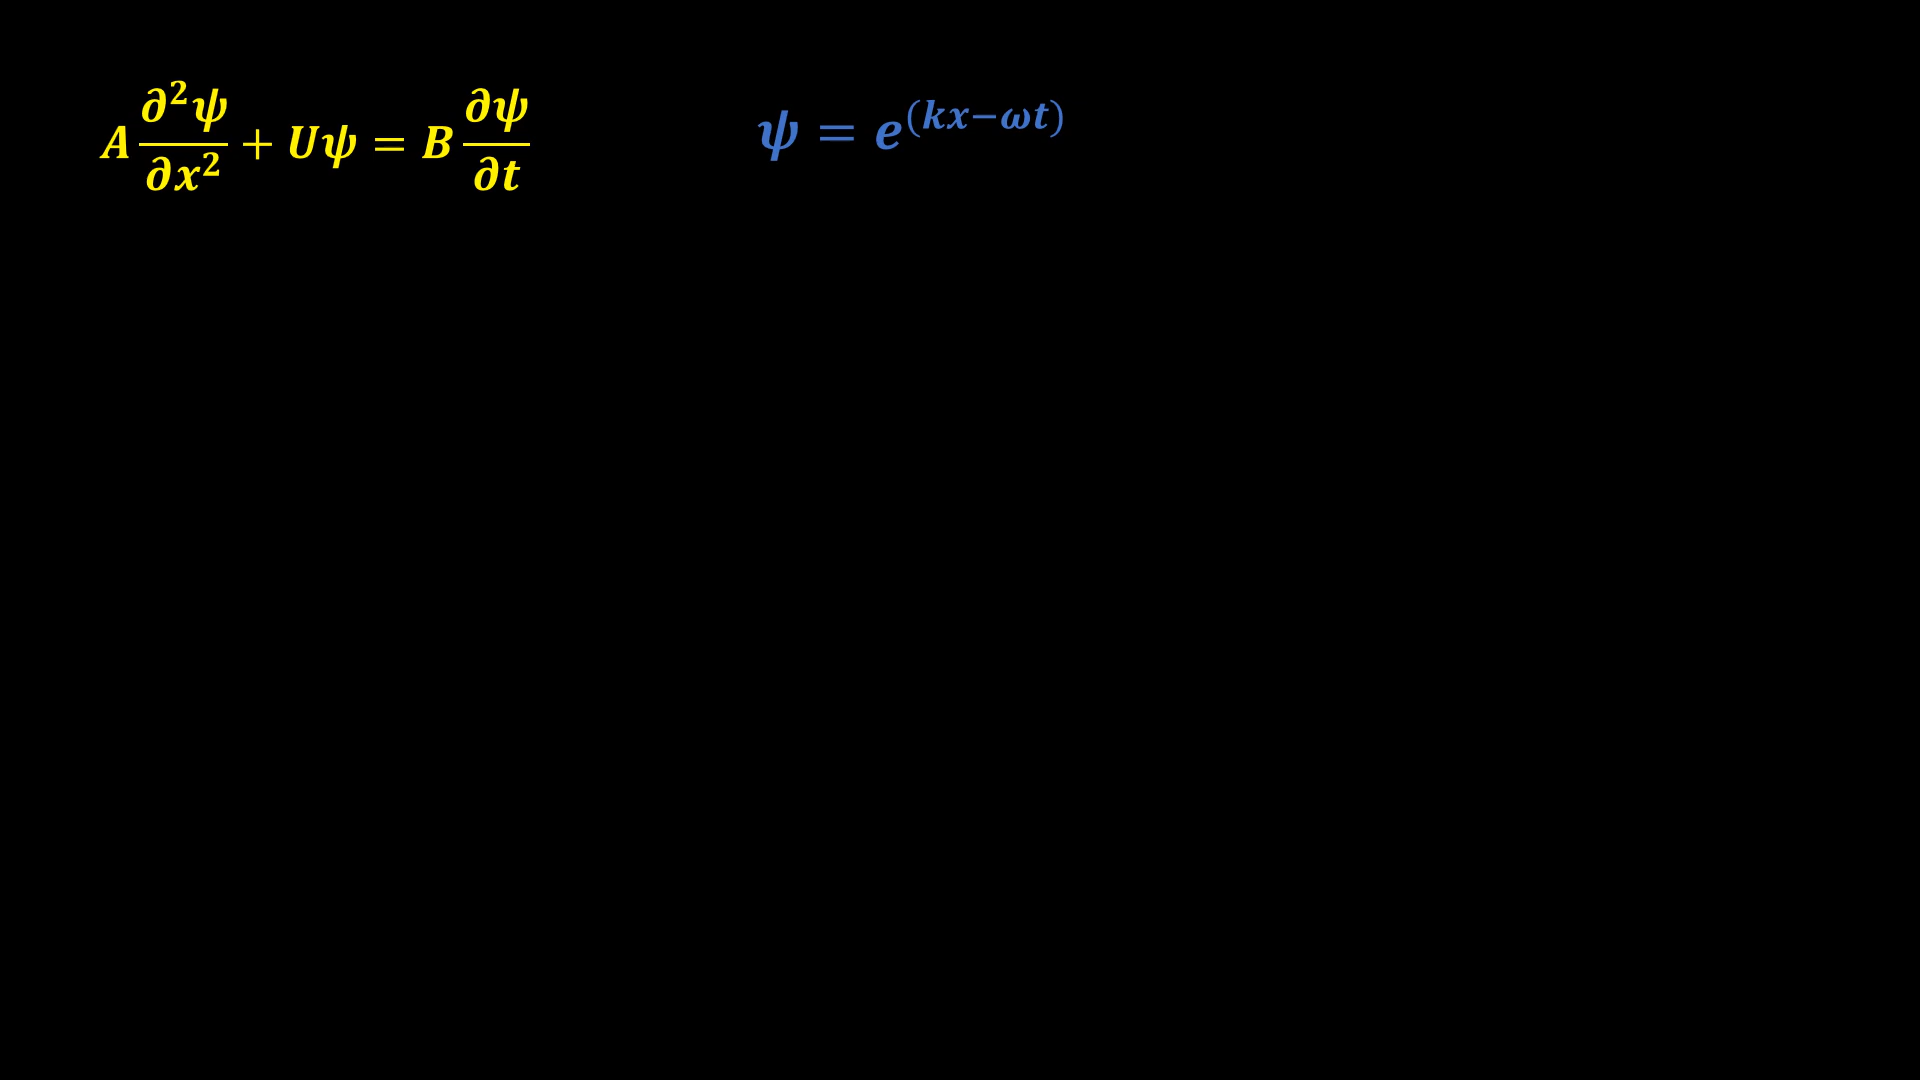 A ∂²ψ/∂x² + Uψ = B ∂ψ/∂t
ψ = e^(kx−ωt)